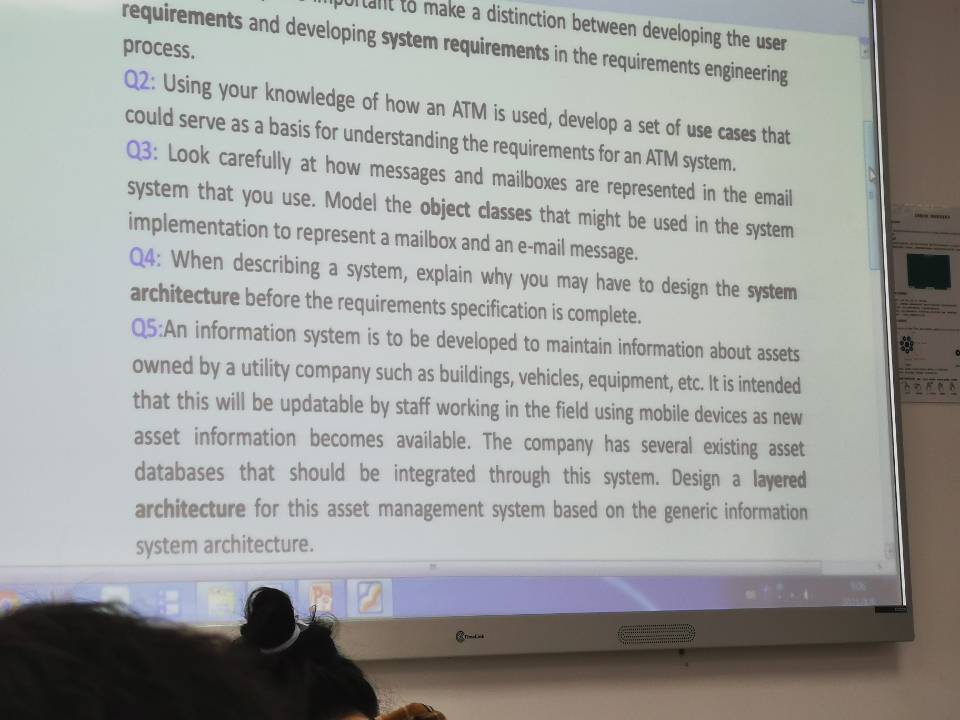 important to make a distinction between developing the user
requirements and developing system requirements in the requirements engineering
process.
Q2: Using your knowledge of how an ATM is used, develop a set of use cases that
could serve as a basis for understanding the requirements for an ATM system.
Q3: Look carefully at how messages and mailboxes are represented in the email
system that you use. Model the object classes that might be used in the system
implementation to represent a mailbox and an e-mail message.
Q4: When describing a system, explain why you may have to design the system
architecture before the requirements specification is complete.
Q5:An information system is to be developed to maintain information about assets
owned by a utility company such as buildings, vehicles, equipment, etc. It is intended
that this will be updatable by staff working in the field using mobile devices as new
asset information becomes available. The company has several existing asset
databases that should be integrated through this system. Design a layered
architecture for this asset management system based on the generic information
system architecture.